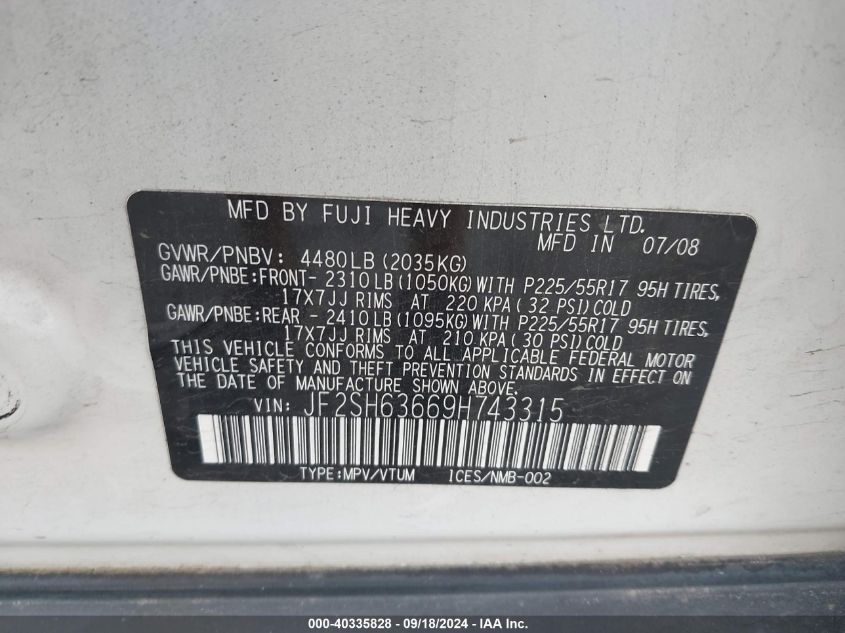 MFD BY FUJI HEAVY INDUSTRIES LTD.
MFD IN 07/08
GVWR/PNBV: 4480LB(2035KG)
GAWR/PNBE:FRONT- 2310LB(1050KG)WITH P225/55R17 95H TIRES,
17X7JJ RIMS AT 220 KPA(32 PSI)COLD
GAWR/PNBE:REAR - 2410LB(1095KG)WITH P225/55R17 95H TIRES,
17X7JJ RIMS AT 210 KPA(30 PSI)COLD
THIS VEHICLE CONFORMS TO ALL APPLICABLE FEDERAL MOTOR
VEHICLE SAFETY AND THEFT PREVENTION STANDARDS IN EFFECT ON
THE DATE OF MANUFACTURE SHOWN ABOVE.
VIN: JF2SH63669H743315
TYPE:MPV/VTUM 1CES/NMB-002
000-40335828 - 09/18/2024 - IAA Inc.